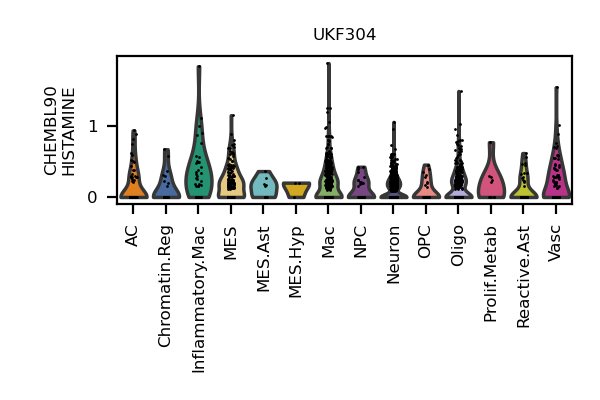 UKF304
CHEMBL90
HISTAMINE
1
0
AC
Chromatin.Reg
Inflammatory.Mac
MES
MES.Ast
MES.Hyp
Mac
NPC
Neuron
OPC
Oligo
Prolif.Metab
Reactive.Ast
Vasc